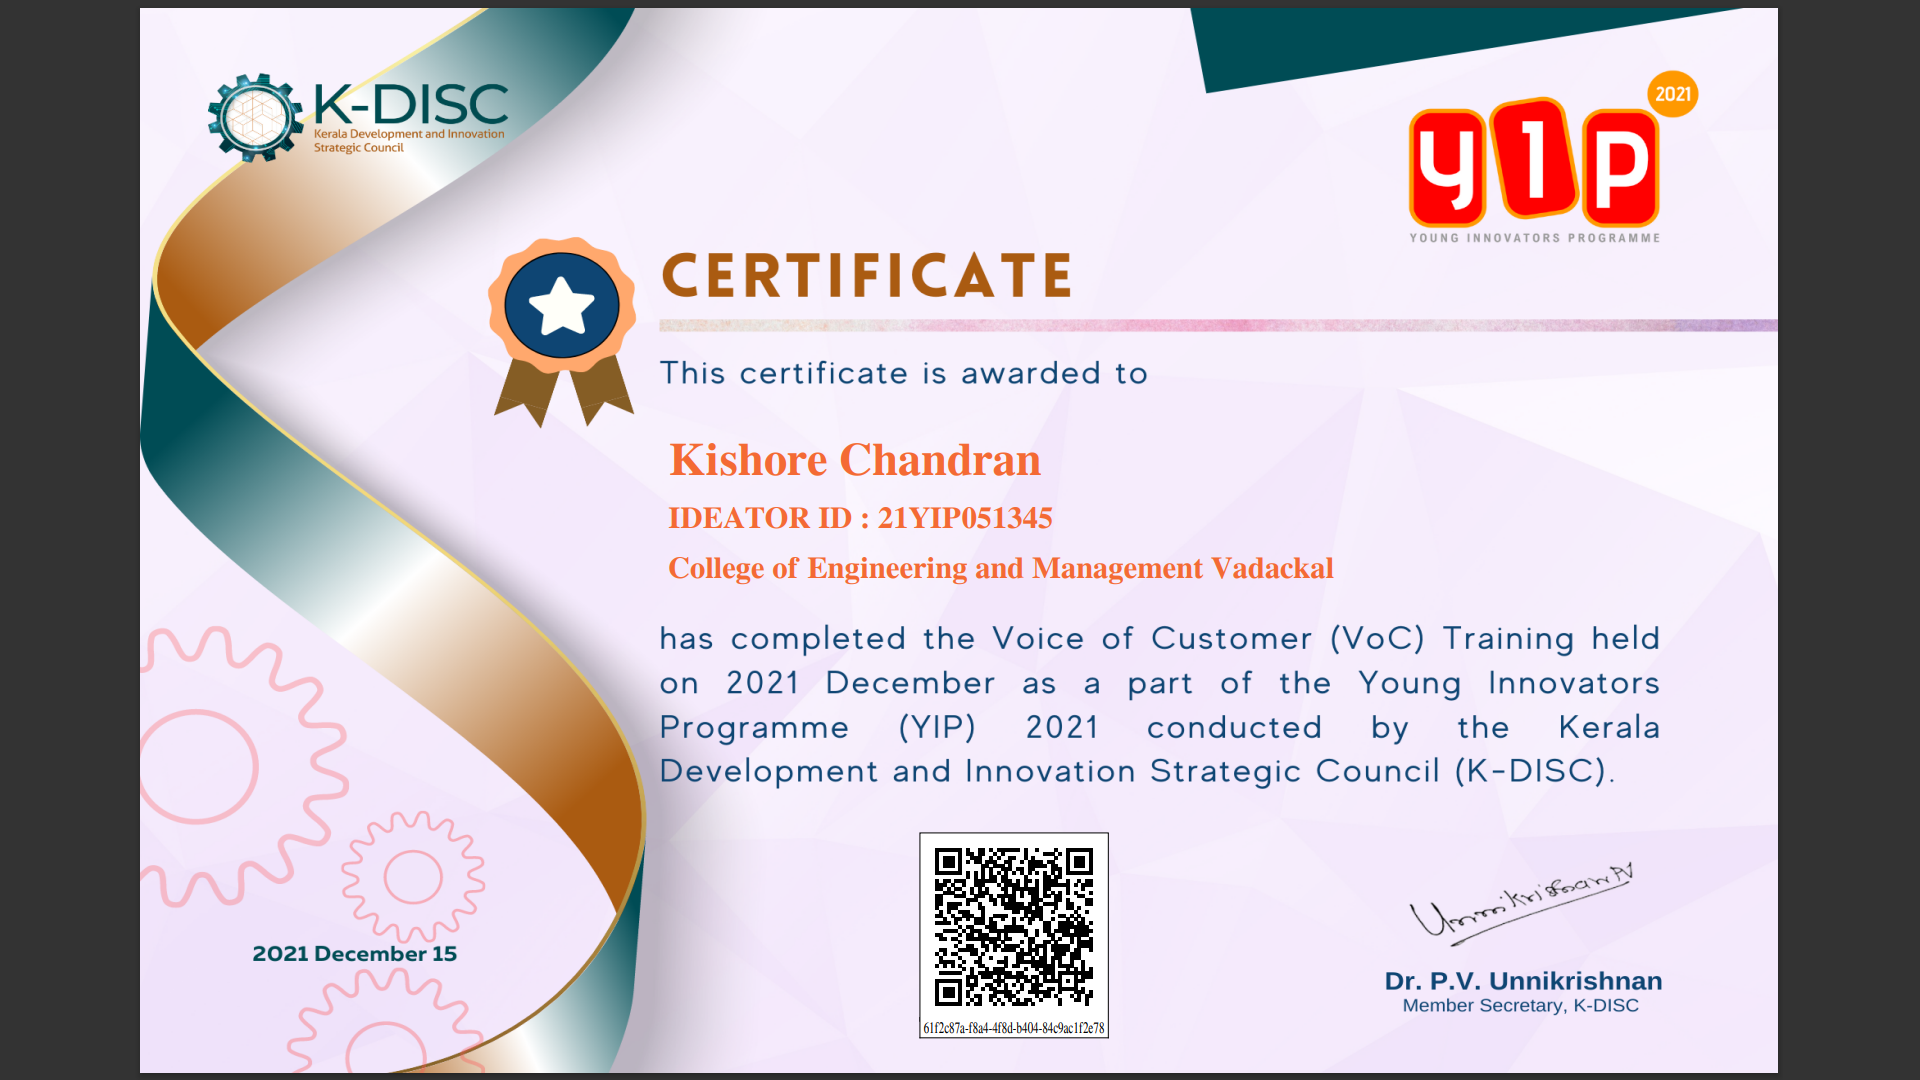 K-DISC
Kerala Development and Innovation
Strategic Council
2021
yip
YOUNG INNOVATORS PROGRAMME
CERTIFICATE
This certificate is awarded to
Kishore Chandran
IDEATOR ID : 21YIP051345
College of Engineering and Management Vadackal
has completed the Voice of Customer (VoC) Training held
on 2021 December as a part of the Young Innovators
Programme (YIP) 2021 conducted by the Kerala
Development and Innovation Strategic Council (K-DISC).
2021 December 15
61f2c87a-f8a4-4f8d-b404-84c9ac1f2e78
Unnikrishnan PV
Dr. P.V. Unnikrishnan
Member Secretary, K-DISC